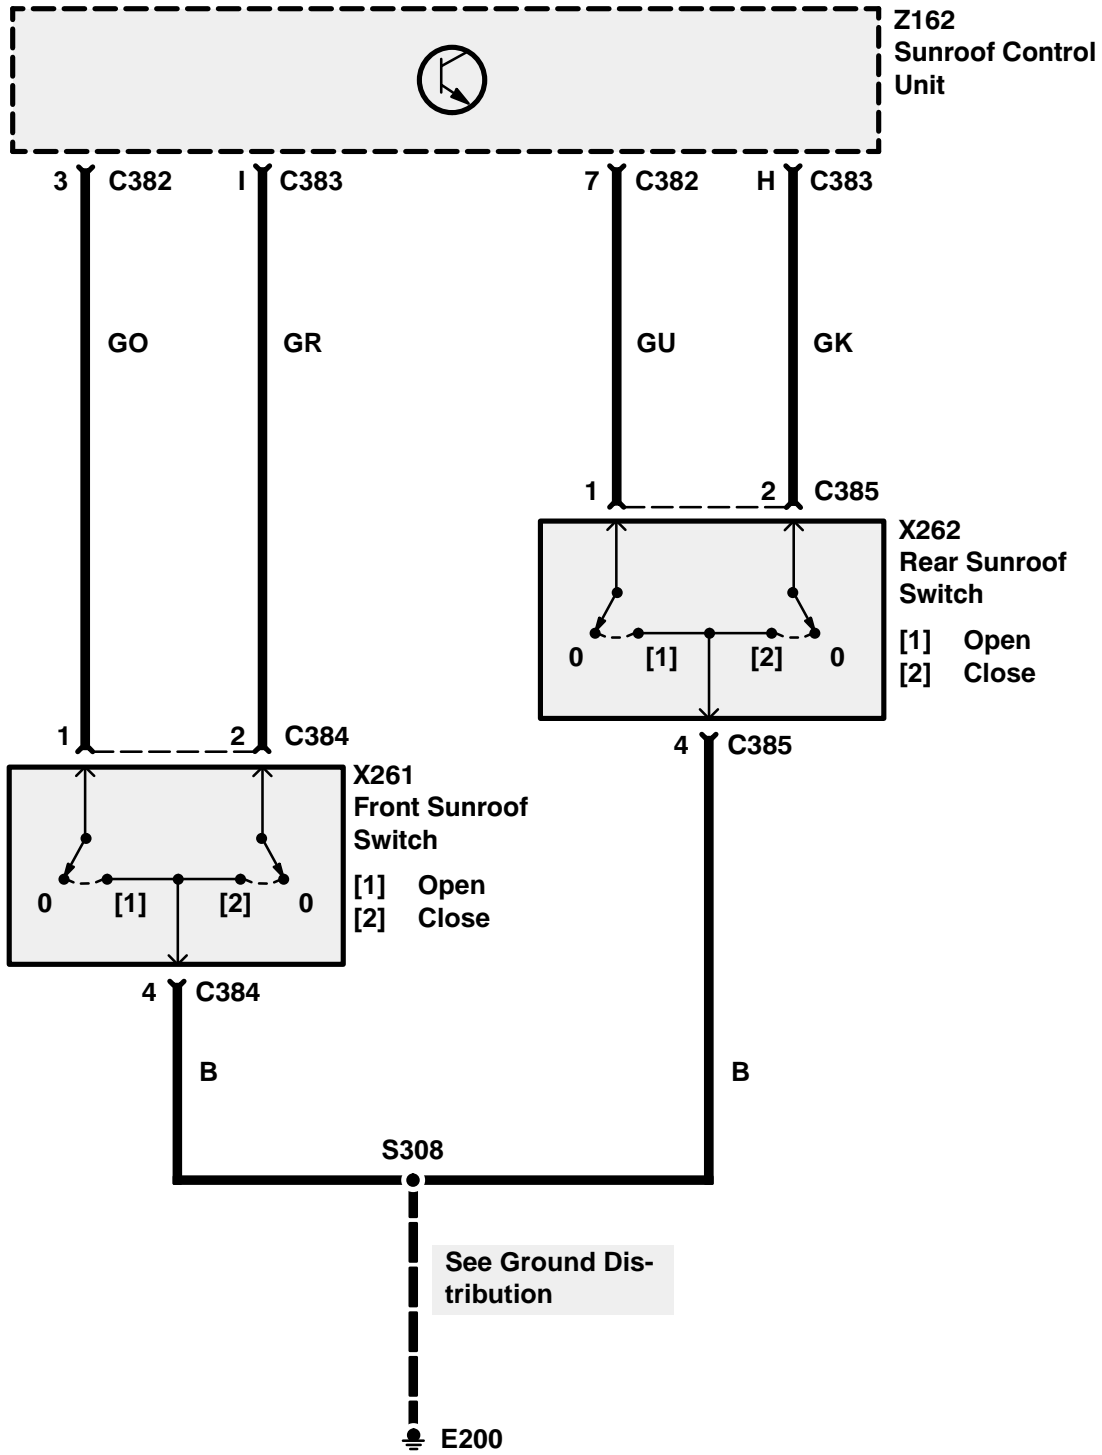 Z162
Sunroof Control
Unit
3 C382 I C383 7 C382 H C383
GO GR GU GK
1 2 C385
X262
Rear Sunroof
Switch
[1] Open
[2] Close
0 [1] [2] 0
1 2 C384
4 C385
X261
Front Sunroof
Switch
[1] Open
[2] Close
0 [1] [2] 0
4 C384
B B
S308
See Ground Dis-
tribution
E200